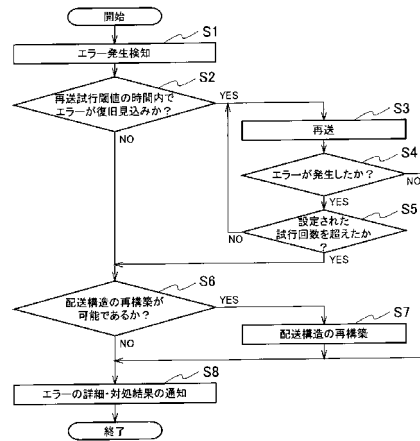 開始
S1
エラー発生検知
S2
再送試行閾値の時間内で
エラーが復旧見込みか?
YES
NO
S3
再送
S4
エラーが発生したか?
NO
YES
S5
設定された
試行回数を超えたか
?
NO
YES
S6
配送構造の再構築が
可能であるか?
YES
NO
S7
配送構造の再構築
S8
エラーの詳細・対処結果の通知
終了